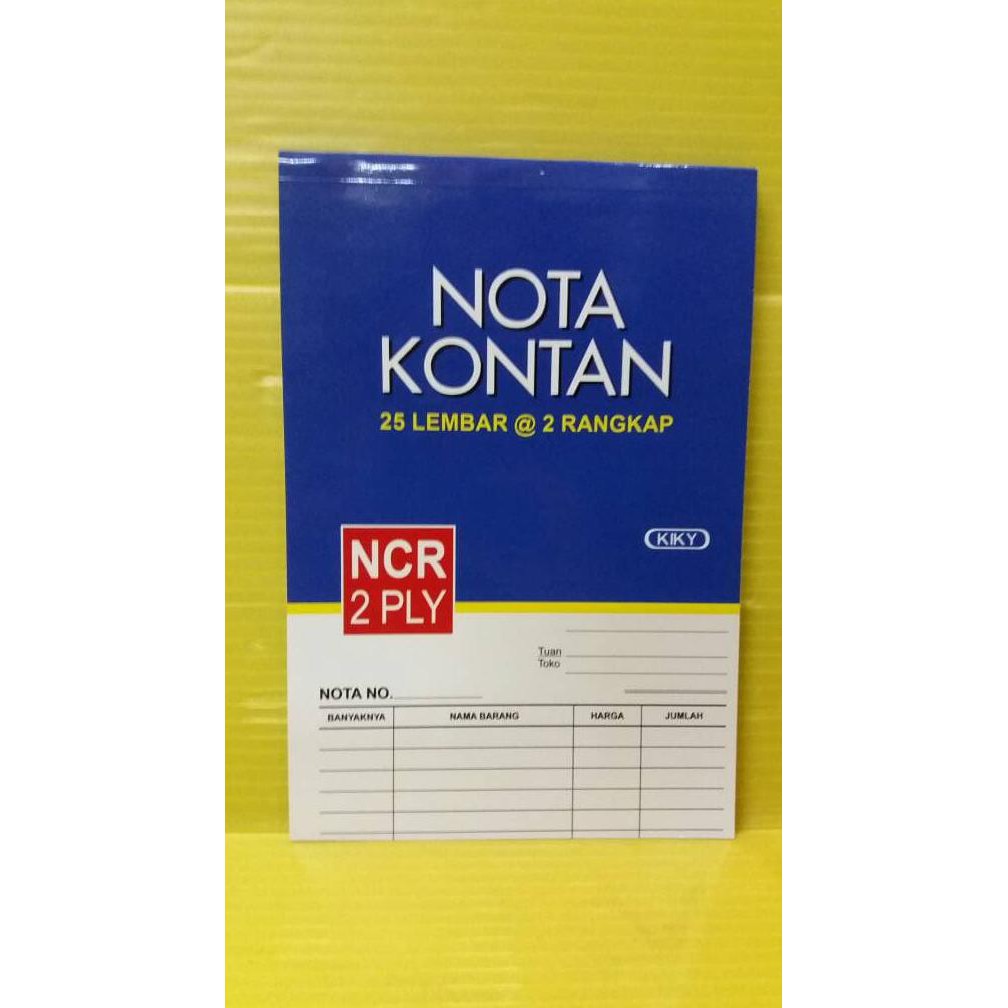 NOTA
KONTAN
25 LEMBAR @ 2 RANGKAP
KIKY
NCR
2 PLY
Tuan
Toko
NOTA NO.
BANYAKNYA NAMA BARANG HARGA JUMLAH